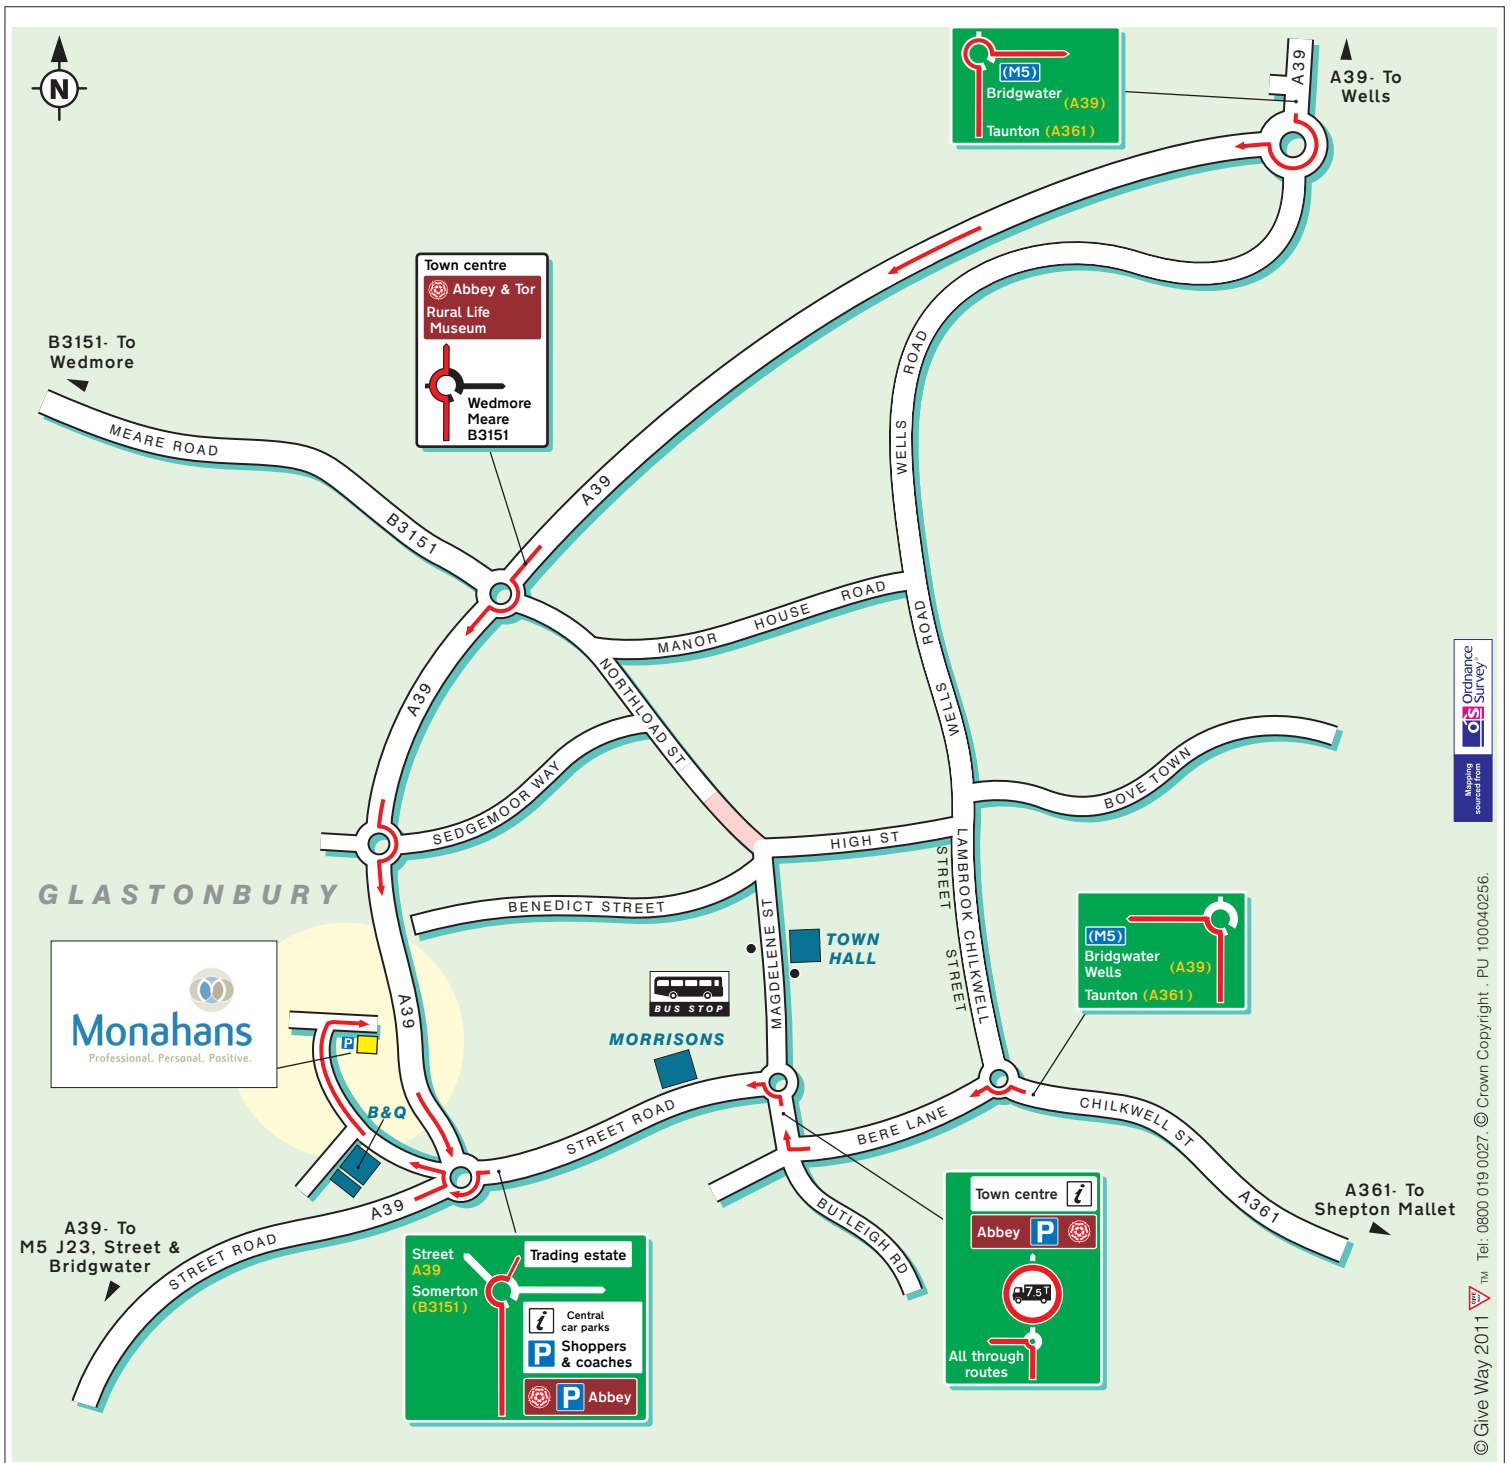 N
(M5)
Bridgwater
(A39)
Taunton (A361)
A39
A39- To
Wells
Town centre
Abbey & Tor
Rural Life
Museum
Wedmore
Meare
B3151
B3151- To
Wedmore
MEARE ROAD
B3151
A39
WELLS ROAD
MANOR HOUSE ROAD
WELLS ROAD
NORTHLOAD ST
A39
SEDGEMOOR WAY
BOVE TOWN
HIGH ST
LAMBROOK STREET
CHILKWELL STREET
BENEDICT STREET
MAGDELENE ST
GLASTONBURY
TOWN
HALL
BUS STOP
MORRISONS
(M5)
Bridgwater
Wells
(A39)
Taunton (A361)
Monahans
Professional. Personal. Positive.
P
A39
B&Q
STREET ROAD
BERE LANE
CHILKWELL ST
A361
A361- To
Shepton Mallet
BUTLEIGH RD
A39
STREET ROAD
A39- To
M5 J23, Street &
Bridgwater
Street
A39
Somerton
(B3151)
Trading estate
i
Central
car parks
P
Shoppers
& coaches
P
Abbey
Town centre
i
Abbey
P
7.5T
All through
routes
Ordnance
Survey®
Mapping
sourced from
© Give Way 2011 GIVE WAY TM Tel: 0800 019 0027. © Crown Copyright . PU 100040256.